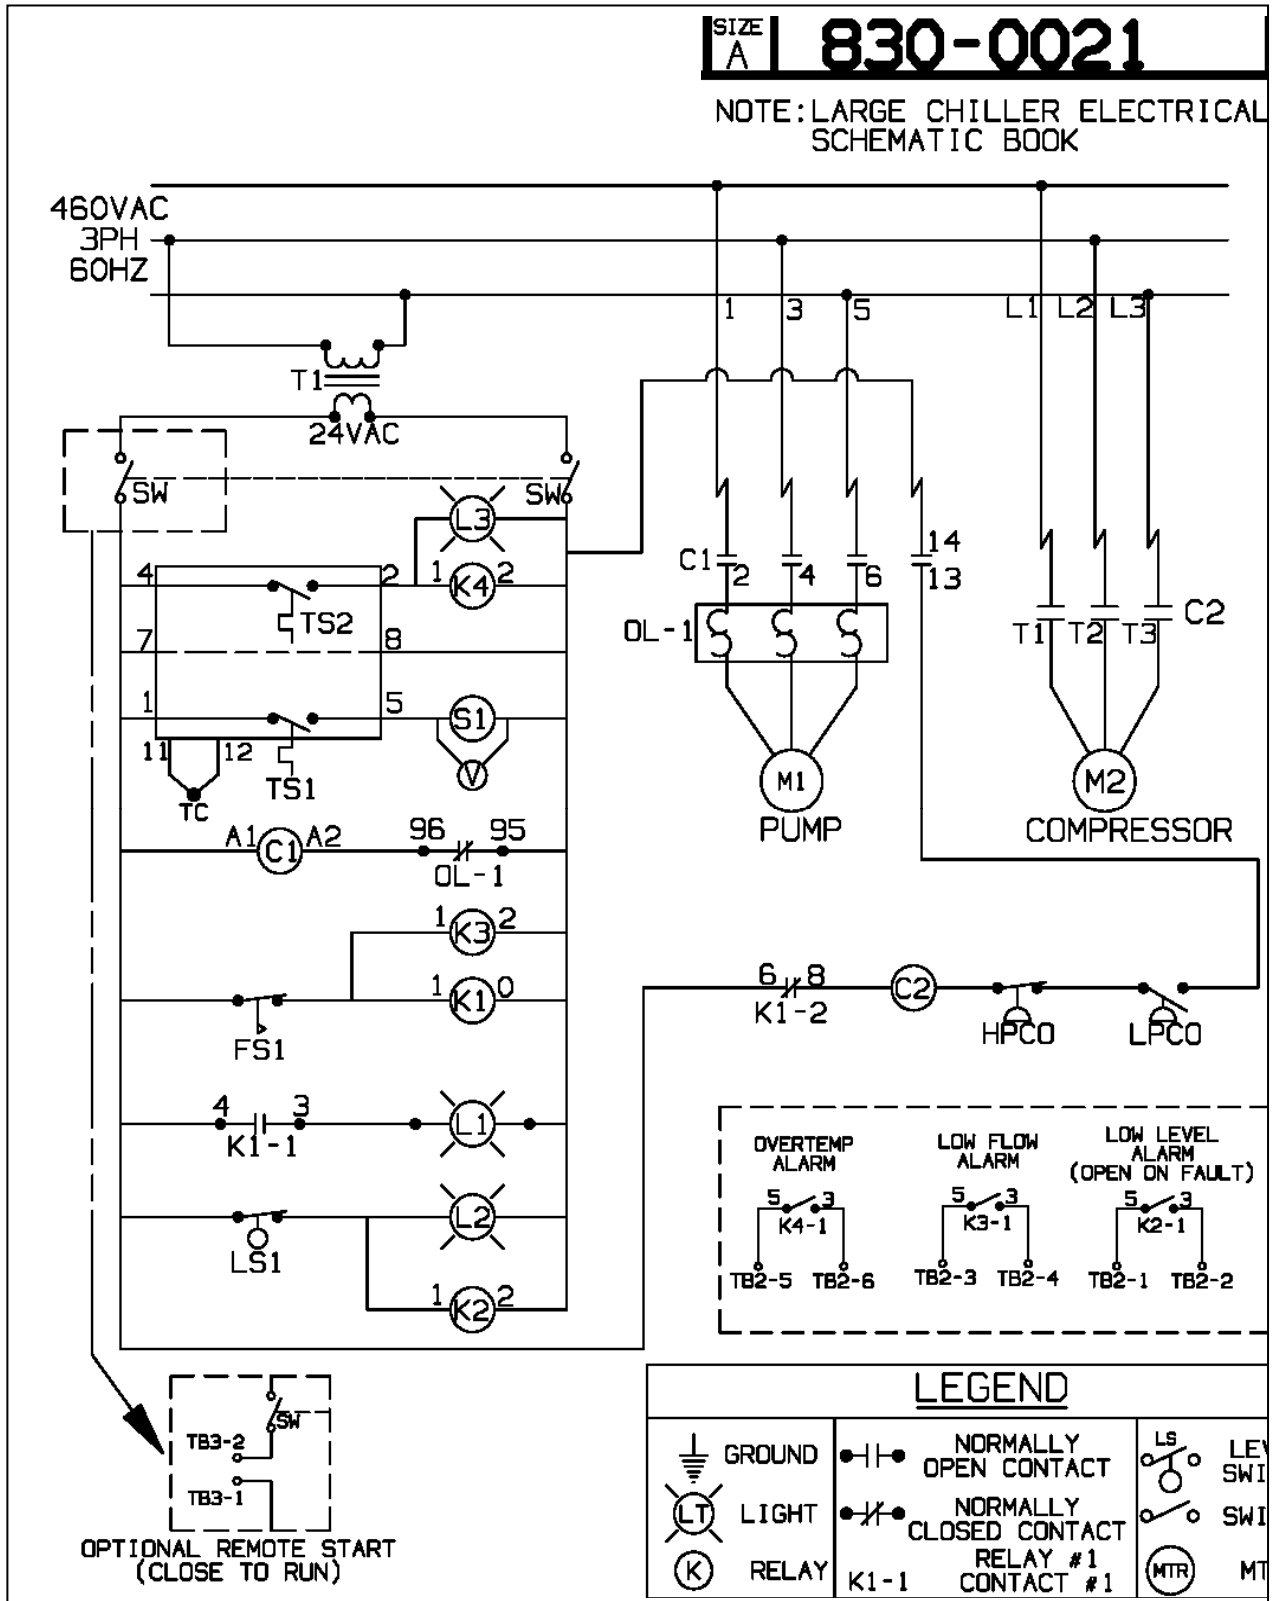 SIZE
A
830-0021
NOTE: LARGE CHILLER ELECTRICAL
SCHEMATIC BOOK
460VAC
3PH
60HZ
1 3 5 L1 L2 L3
T1
24VAC
SW SW
L3
14
C1 2 4 6 13
4 2 1 K4 2
TS2
OL-1
T1 T2 T3 C2
7 8
1 5 S1
11 12
V
TC TS1
M1 M2
PUMP COMPRESSOR
A1 C1 A2 96 95
OL-1
1 K3 2
1 K1 0
FS1
6 8 C2
K1-2 HPCO LPCO
4 3 L1
K1-1
OVERTEMP
ALARM
LOW FLOW
ALARM
LOW LEVEL
ALARM
(OPEN ON FAULT)
5 3 5 3 5 3
K4-1 K3-1 K2-1
TB2-5 TB2-6 TB2-3 TB2-4 TB2-1 TB2-2
L2
LS1
1 K2 2
SW
TB3-2
TB3-1
OPTIONAL REMOTE START
(CLOSE TO RUN)
LEGEND
GROUND
LT LIGHT
K RELAY
NORMALLY
OPEN CONTACT
NORMALLY
CLOSED CONTACT
K1-1
RELAY #1
CONTACT #1
LS
SWI
MTR